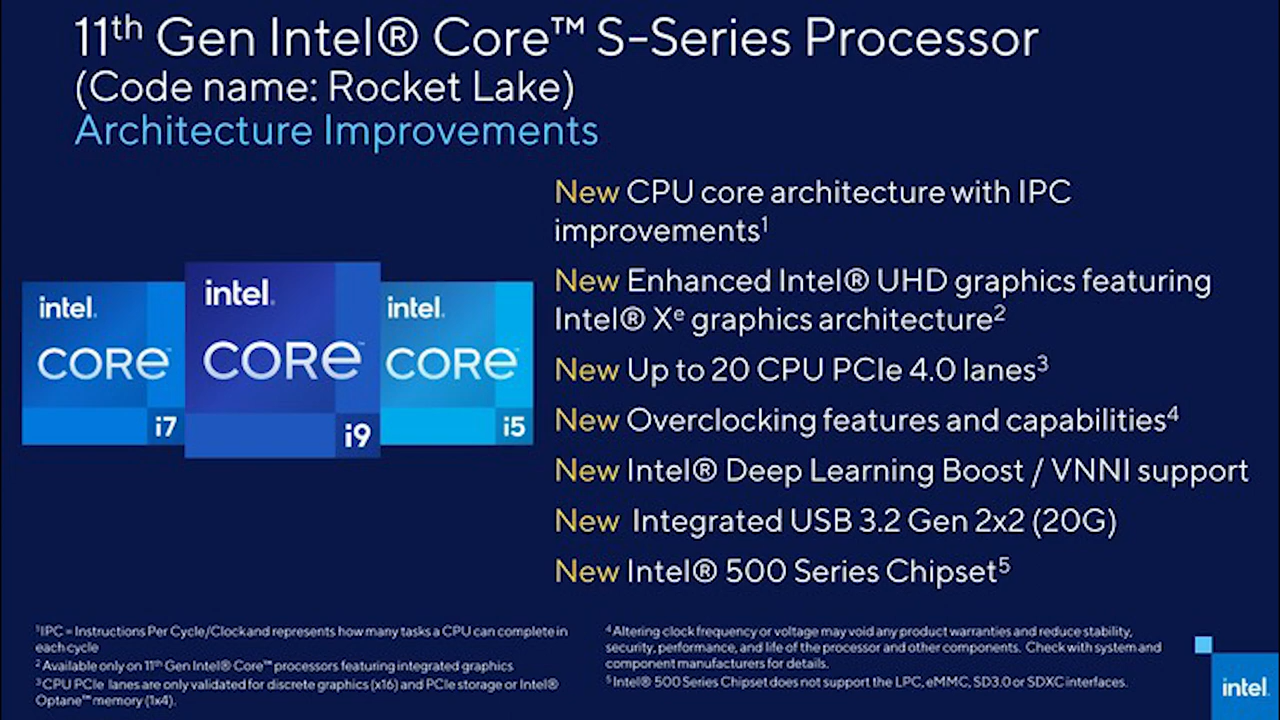 11th Gen Intel® Core™ S-Series Processor
(Code name: Rocket Lake)
Architecture Improvements
intel.
CORE™
i7
intel.
CORE™
i9
intel.
CORE™
i5
New CPU core architecture with IPC
improvements1
New Enhanced Intel® UHD graphics featuring
Intel® Xe graphics architecture2
New Up to 20 CPU PCIe 4.0 lanes3
New Overclocking features and capabilities4
New Intel® Deep Learning Boost / VNNI support
New Integrated USB 3.2 Gen 2x2 (20G)
New Intel® 500 Series Chipset5
1 IPC = Instructions Per Cycle/Clock and represents how many tasks a CPU can complete in
each cycle
2 Available only on 11th Gen Intel® Core™ processors featuring integrated graphics
3 CPU PCIe lanes are only validated for discrete graphics (x16) and PCIe storage or Intel®
Optane™ memory (1x4).
4 Altering clock frequency or voltage may void any product warranties and reduce stability,
security, performance, and life of the processor and other components. Check with system and
component manufacturers for details.
5 Intel® 500 Series Chipset does not support the LPC, eMMC, SD3.0 or SDXC interfaces.
intel.